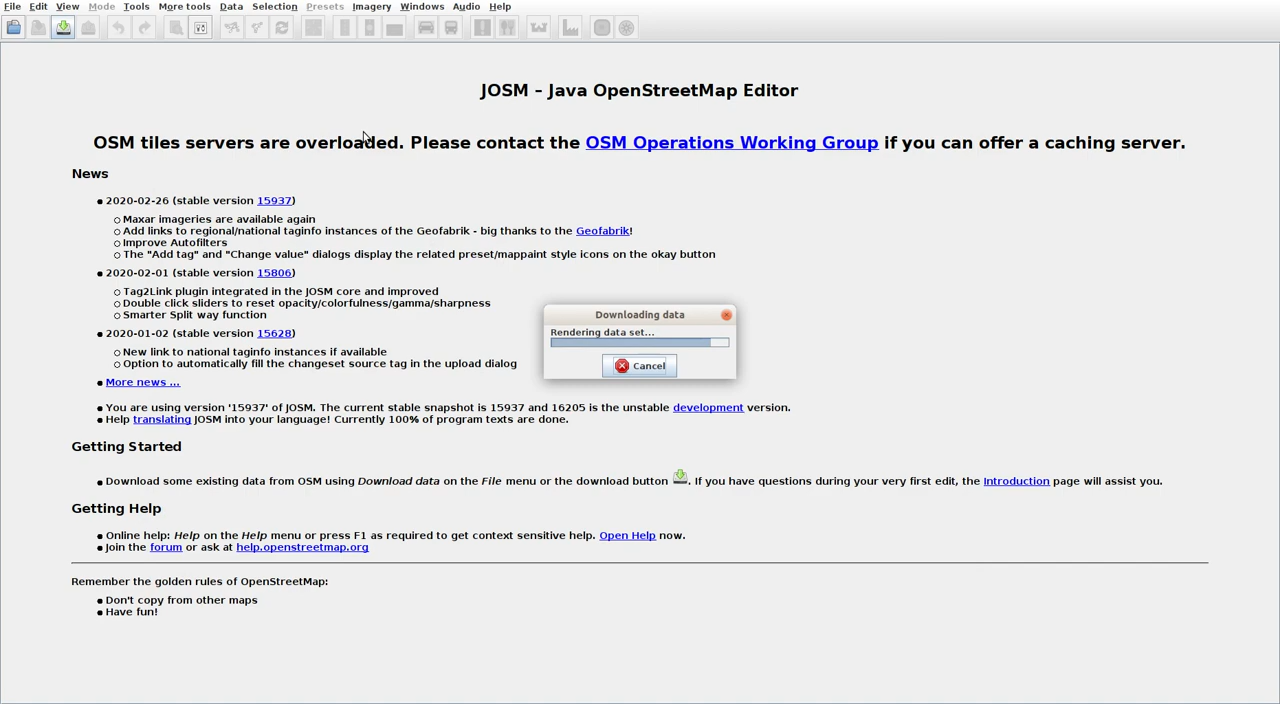 File Edit View Mode Tools More tools Data Selection Presets Imagery Windows Audio Help
JOSM – Java OpenStreetMap Editor
OSM tiles servers are overloaded. Please contact the OSM Operations Working Group if you can offer a caching server.
News
2020-02-26 (stable version 15937)
Maxar imageries are available again
Add links to regional/national taginfo instances of the Geofabrik - big thanks to the Geofabrik!
Improve Autofilters
The "Add tag" and "Change value" dialogs display the related preset/mappaint style icons on the okay button
2020-02-01 (stable version 15806)
Tag2Link plugin integrated in the JOSM core and improved
Double click sliders to reset opacity/colorfulness/gamma/sharpness
Smarter Split way function
Downloading data
Rendering data set...
Cancel
2020-01-02 (stable version 15628)
New link to national taginfo instances if available
Option to automatically fill the changeset source tag in the upload dialog
More news ...
You are using version '15937' of JOSM. The current stable snapshot is 15937 and 16205 is the unstable development version.
Help translating JOSM into your language! Currently 100% of program texts are done.
Getting Started
Download some existing data from OSM using Download data on the File menu or the download button . If you have questions during your very first edit, the Introduction page will assist you.
Getting Help
Online help: Help on the Help menu or press F1 as required to get context sensitive help. Open Help now.
Join the forum or ask at help.openstreetmap.org
Remember the golden rules of OpenStreetMap:
Don't copy from other maps
Have fun!